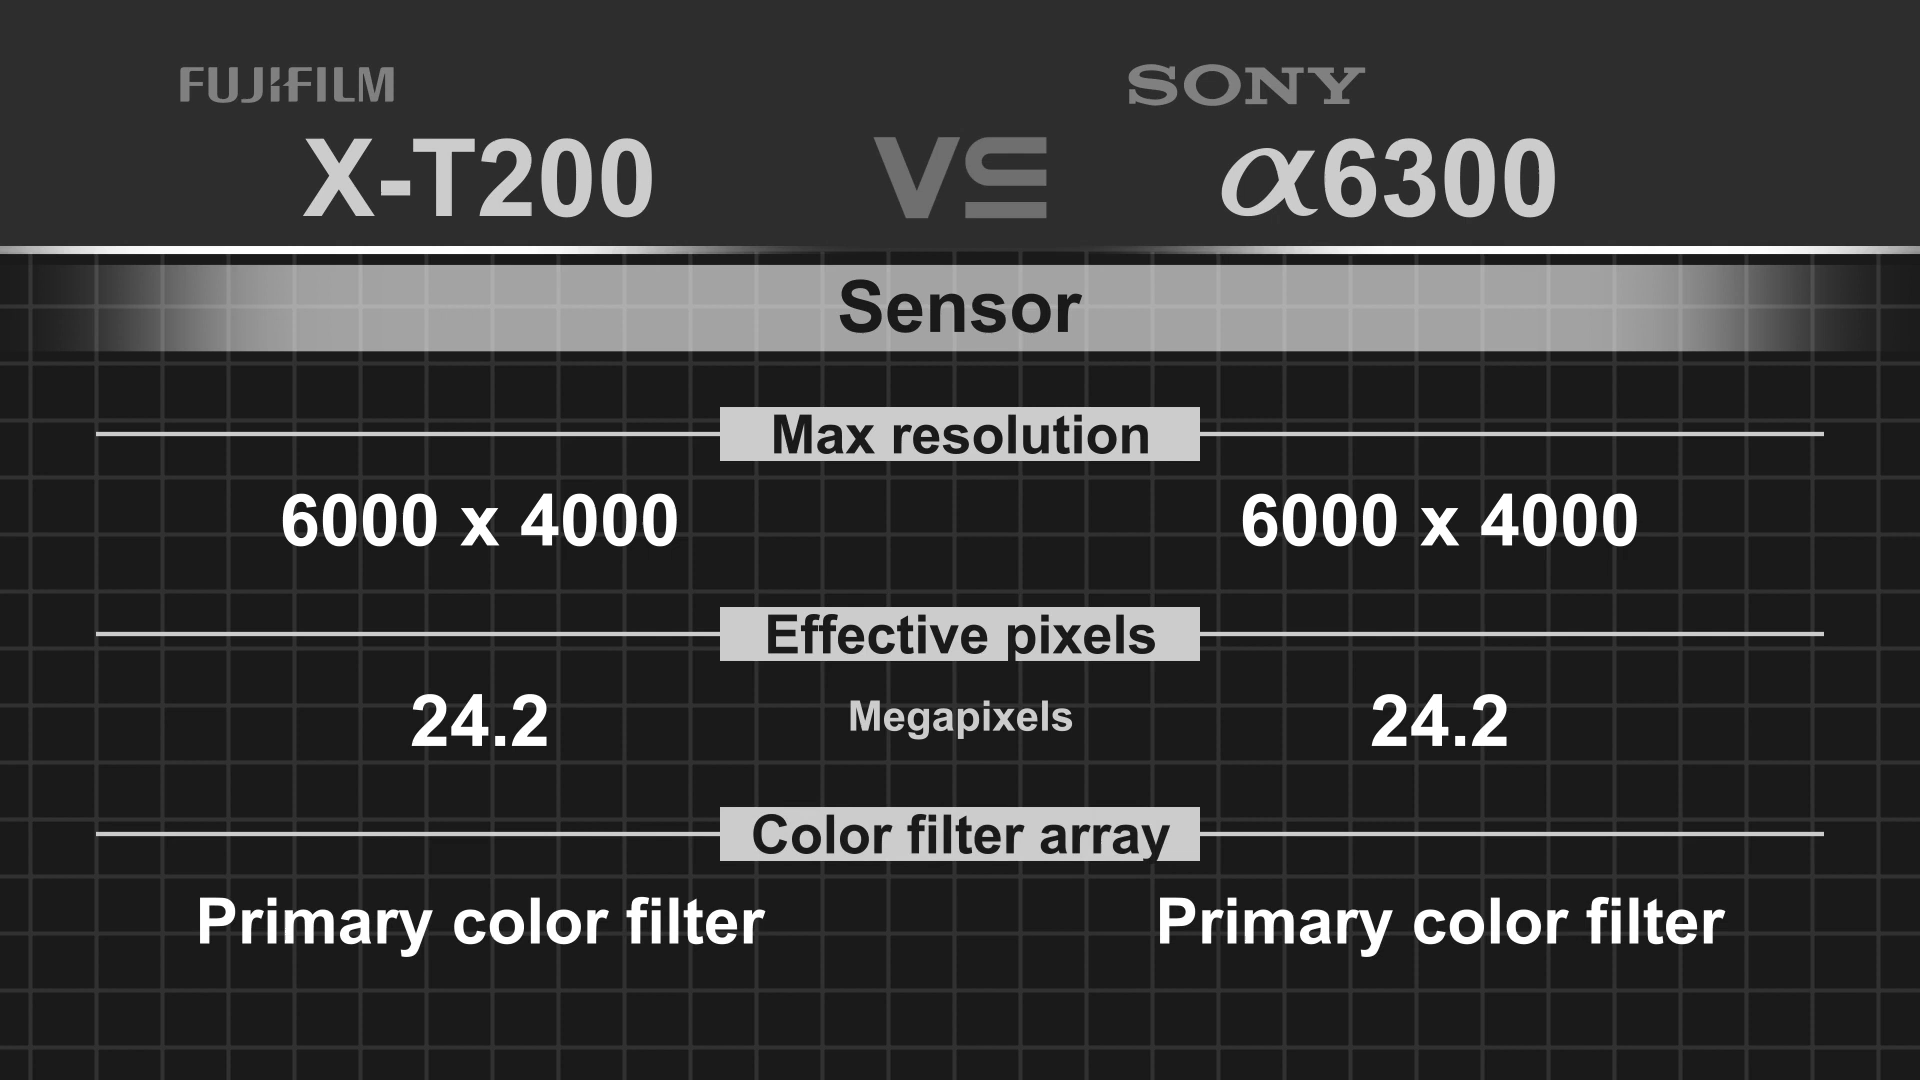 FUJIFILM
SONY
X-T200
VS
α6300
Sensor
Max resolution
6000 x 4000
6000 x 4000
Effective pixels
24.2
Megapixels
24.2
Color filter array
Primary color filter
Primary color filter